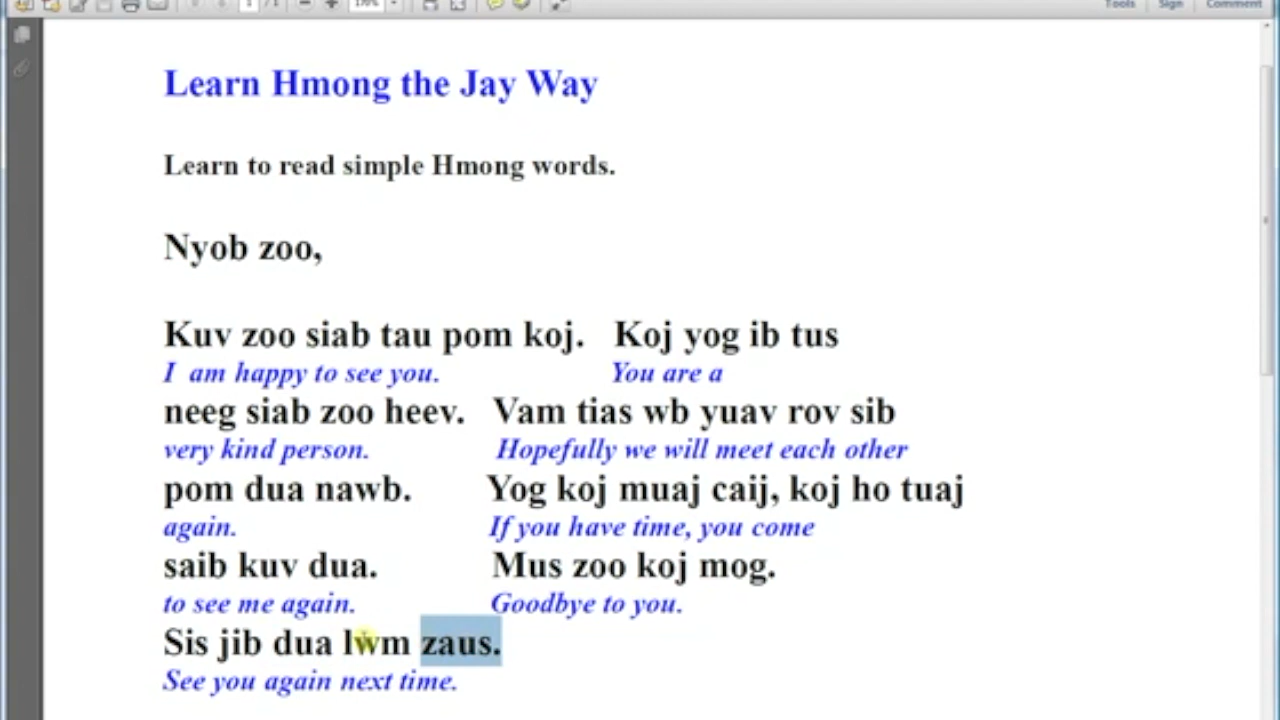 Tools Sign Comment
Learn Hmong the Jay Way
Learn to read simple Hmong words.
Nyob zoo,
Kuv zoo siab tau pom koj. Koj yog ib tus
I am happy to see you. You are a
neeg siab zoo heev. Vam tias wb yuav rov sib
very kind person. Hopefully we will meet each other
pom dua nawb. Yog koj muaj caij, koj ho tuaj
again. If you have time, you come
saib kuv dua. Mus zoo koj mog.
to see me again. Goodbye to you.
Sis jib dua lwm zaus.
See you again next time.